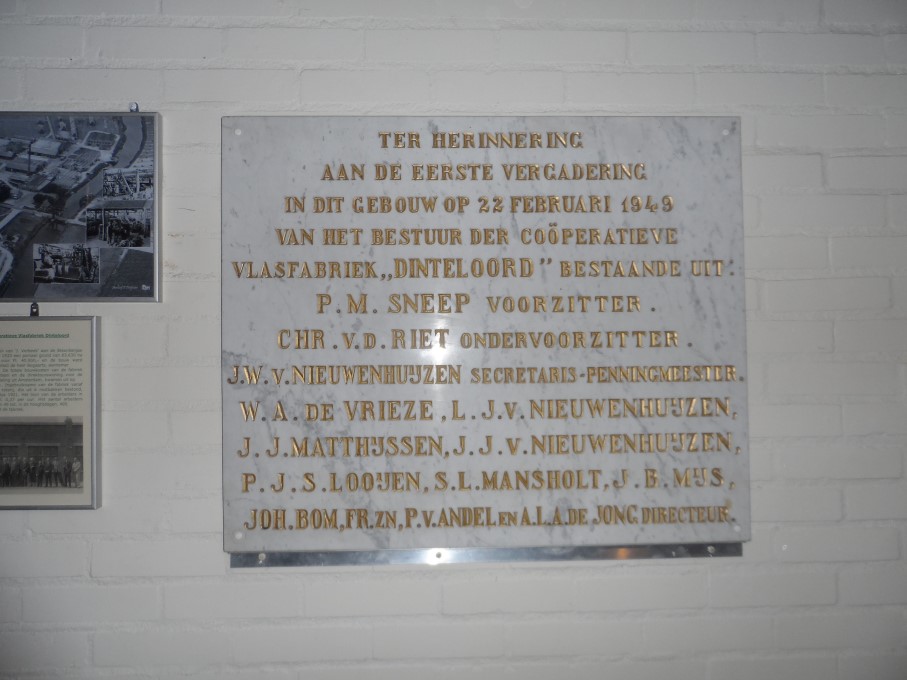 TER HERINNERING
AAN DE EERSTE VERGADERING
IN DIT GEBOUW OP 22 FEBRUARI 1949
VAN HET BESTUUR DER COÖPERATIEVE
VLASFABRIEK „DINTELOORD" BESTAANDE UIT:
P.M. SNEEP VOORZITTER.
CHR. V.D. RIET ONDERVOORZITTER.
J.W. V. NIEUWENHUĲZEN SECRETARIS-PENNINGMEESTER.
W.A. DE VRIEZE, L.J. V. NIEUWENHUĲZEN,
J.J. MATTHĲSSEN, J.J. V. NIEUWENHUĲZEN,
P.J.S. LOOĲEN, S.L. MANSHOLT, J.B. MĲS,
JOH. BOM, FR. ZN, P. V. ANDEL EN A.L.A. DE JONG, DIRECTEUR.